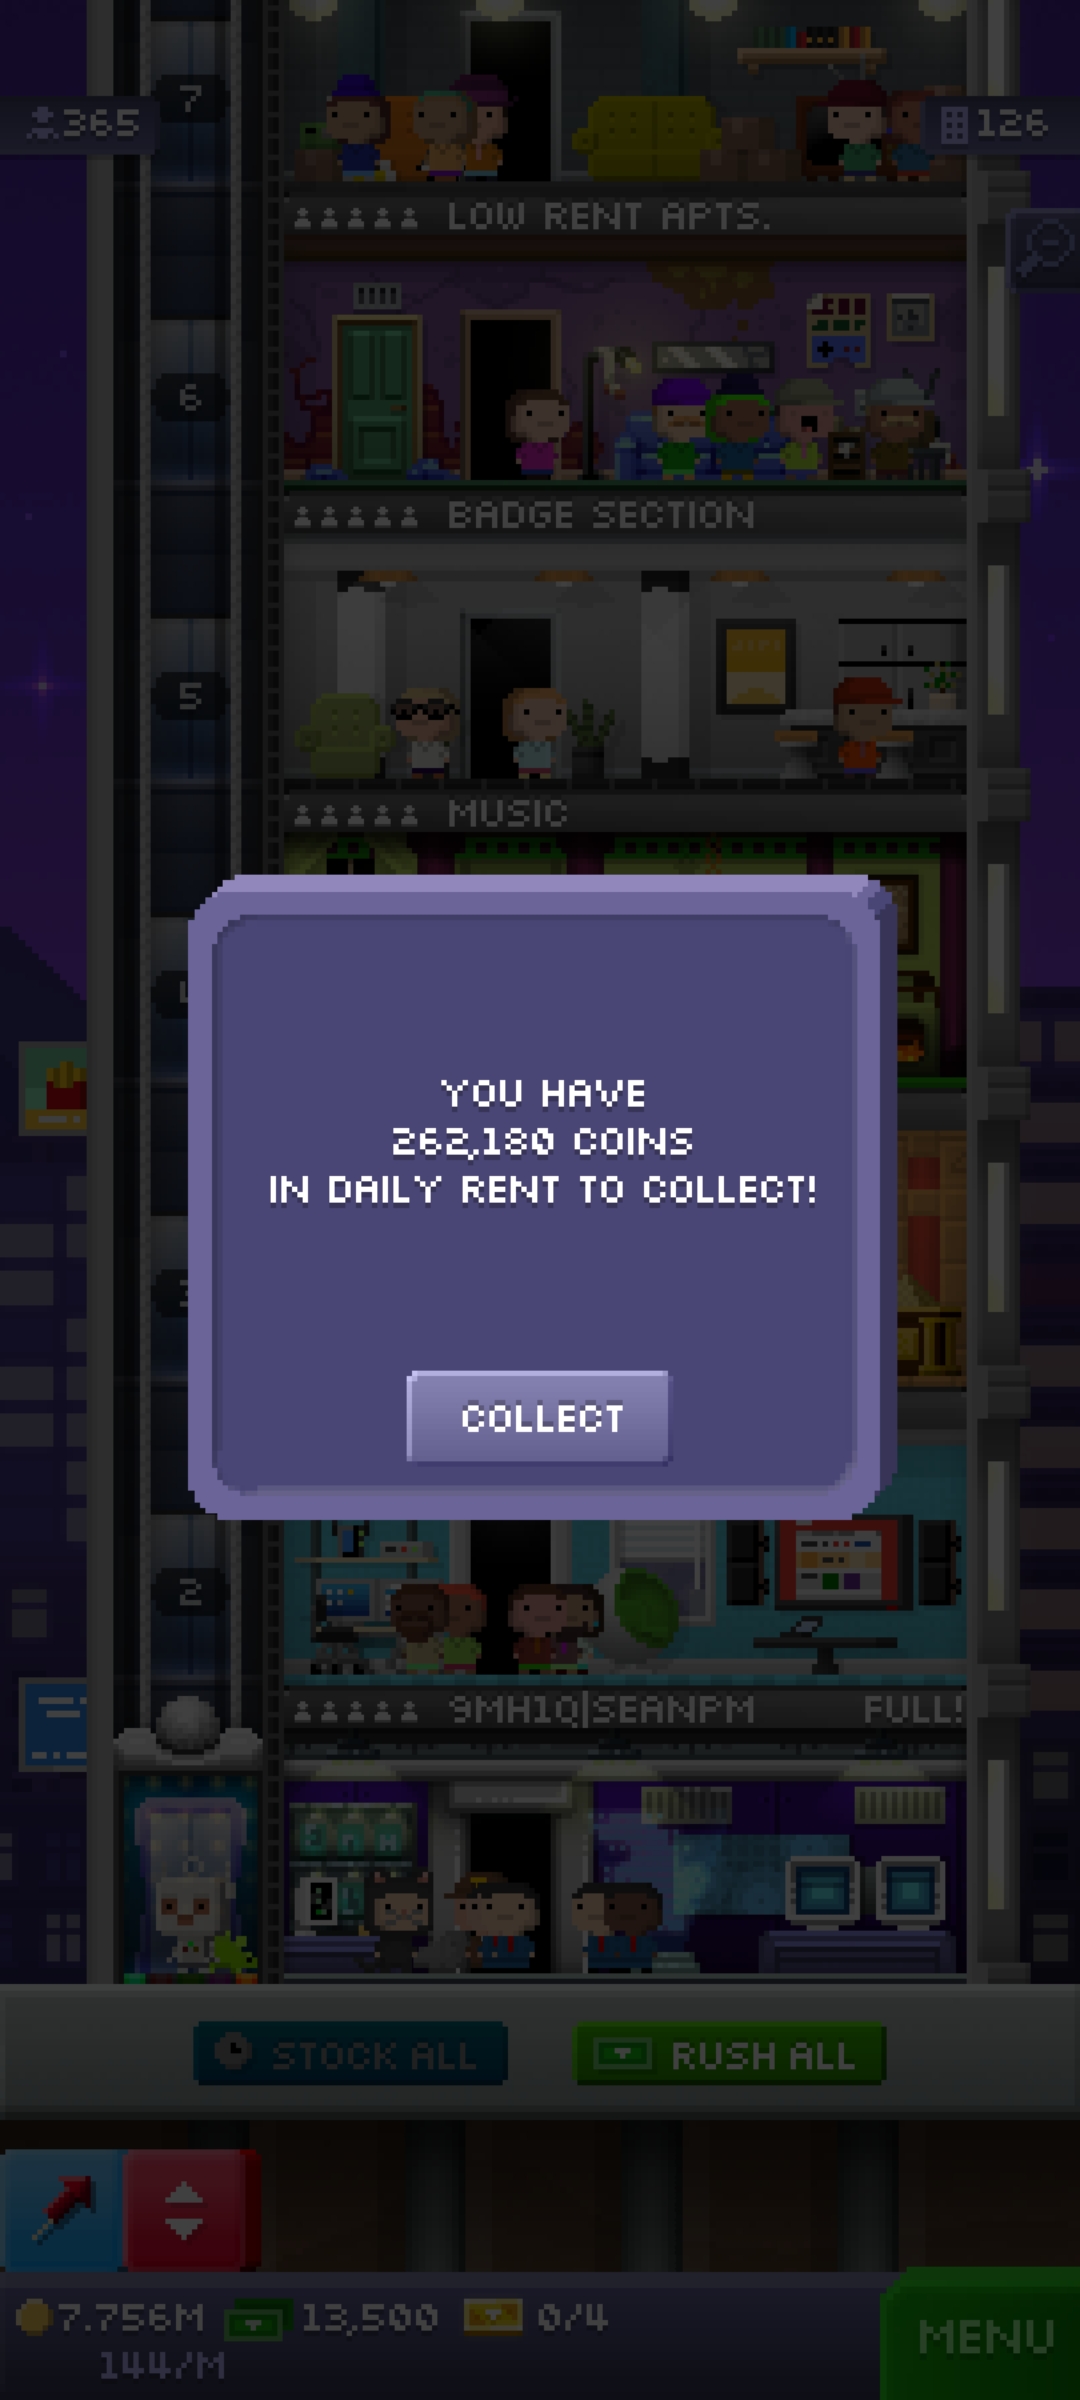 7
365
126
LOW RENT APTS.
6
BADGE SECTION
5
MUSIC
YOU HAVE
262,180 COINS
IN DAILY RENT TO COLLECT!
COLLECT
2
9MH1Q|SEANPM FULL!
STOCK ALL
RUSH ALL
7.756M 13,500 0/4
144/M
MENU